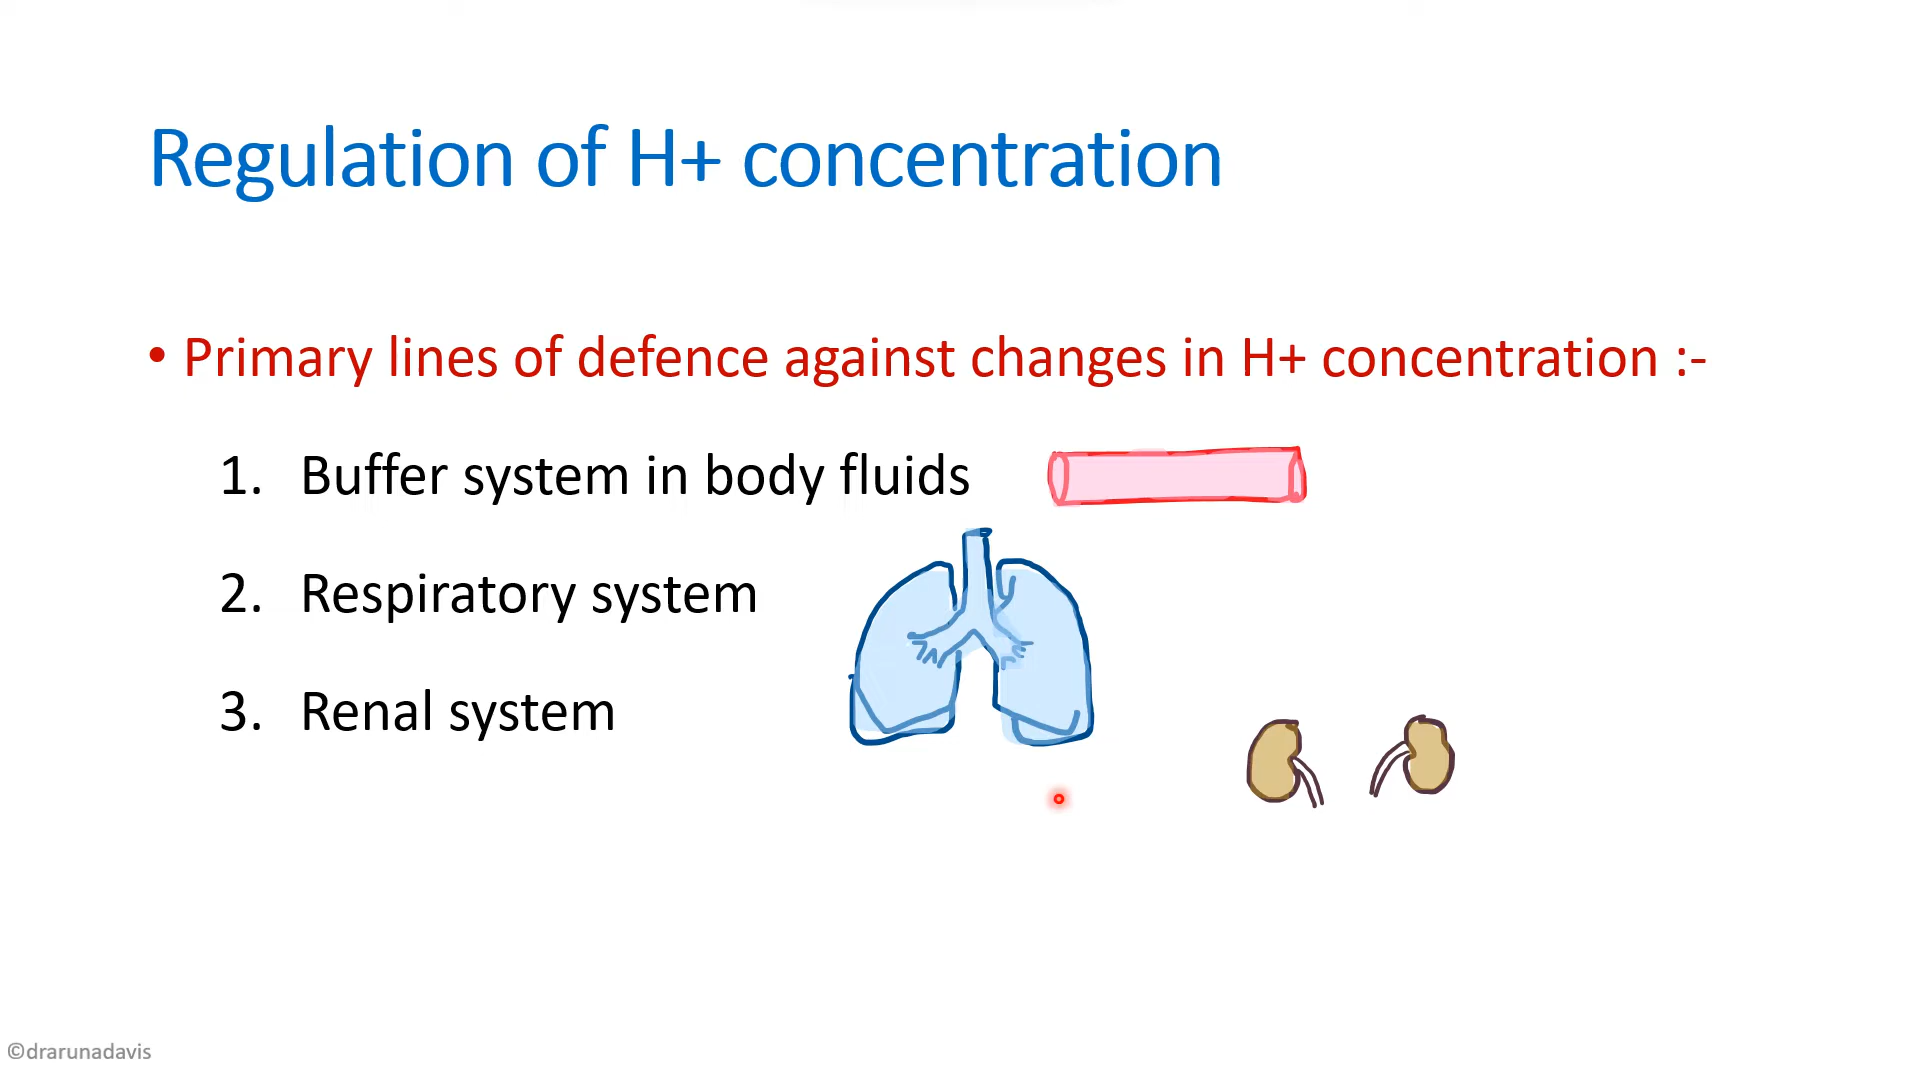 Regulation of H+ concentration
• Primary lines of defence against changes in H+ concentration :-
1. Buffer system in body fluids
2. Respiratory system
3. Renal system
©drarunadavis